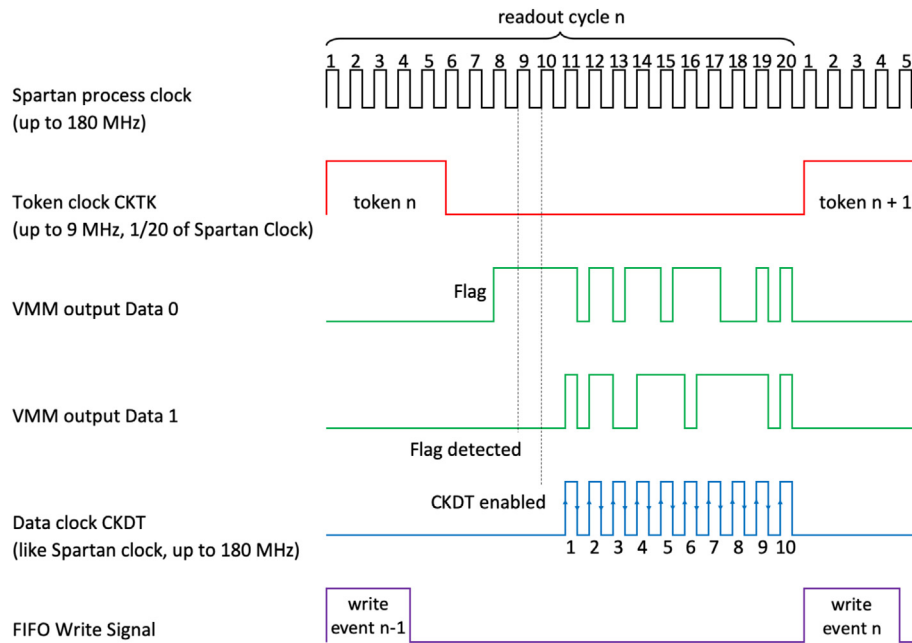 readout cycle n
1 2 3 4 5 6 7 8 9 10 11 12 13 14 15 16 17 18 19 20 1 2 3 4 5
Spartan process clock
(up to 180 MHz)
Token clock CKTK
(up to 9 MHz, 1/20 of Spartan Clock)
token n
token n + 1
Flag
VMM output Data 0
VMM output Data 1
Flag detected
CKDT enabled
Data clock CKDT
(like Spartan clock, up to 180 MHz)
1 2 3 4 5 6 7 8 9 10
FIFO Write Signal
write
event n-1
write
event n